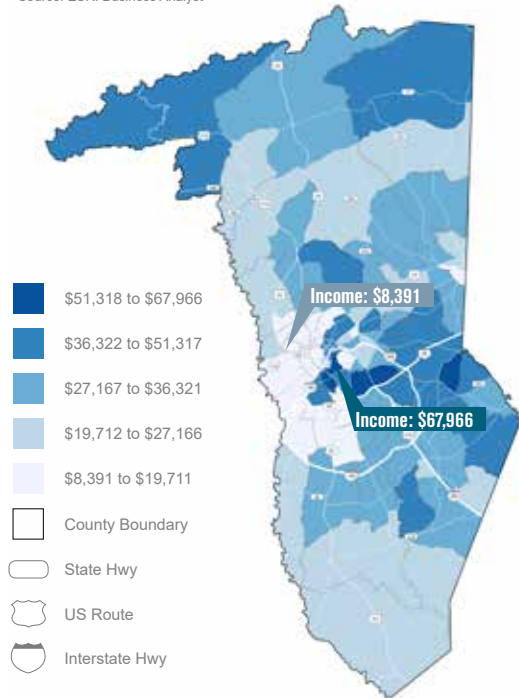 Income: $8,391
Income: $67,966
$51,318 to $67,966
$36,322 to $51,317
$27,167 to $36,321
$19,712 to $27,166
$8,391 to $19,711
County Boundary
State Hwy
US Route
Interstate Hwy